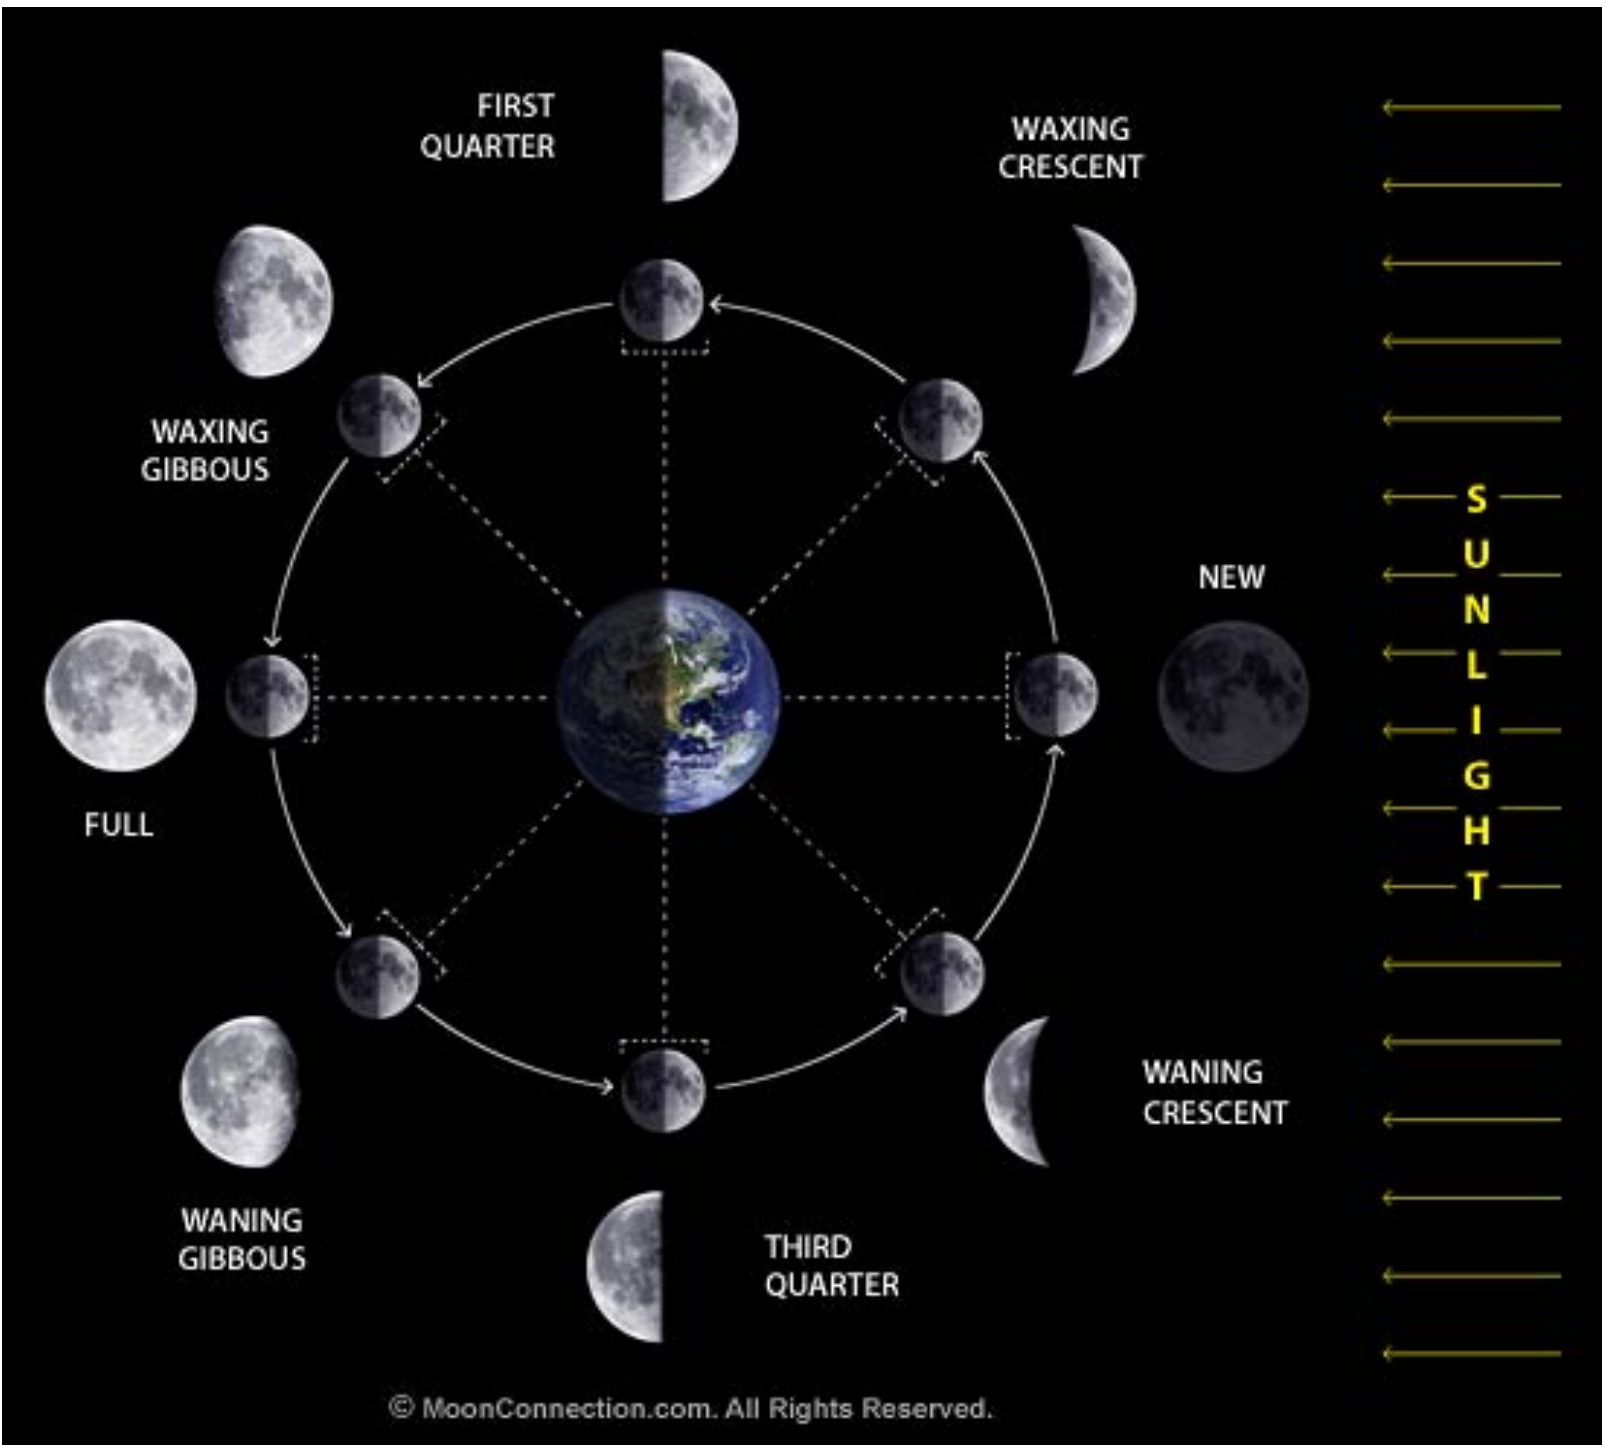 FIRST
QUARTER
WAXING
CRESCENT
WAXING
GIBBOUS
NEW
SUNLIGHT
FULL
WANING
CRESCENT
WANING
GIBBOUS
THIRD
QUARTER
© MoonConnection.com. All Rights Reserved.